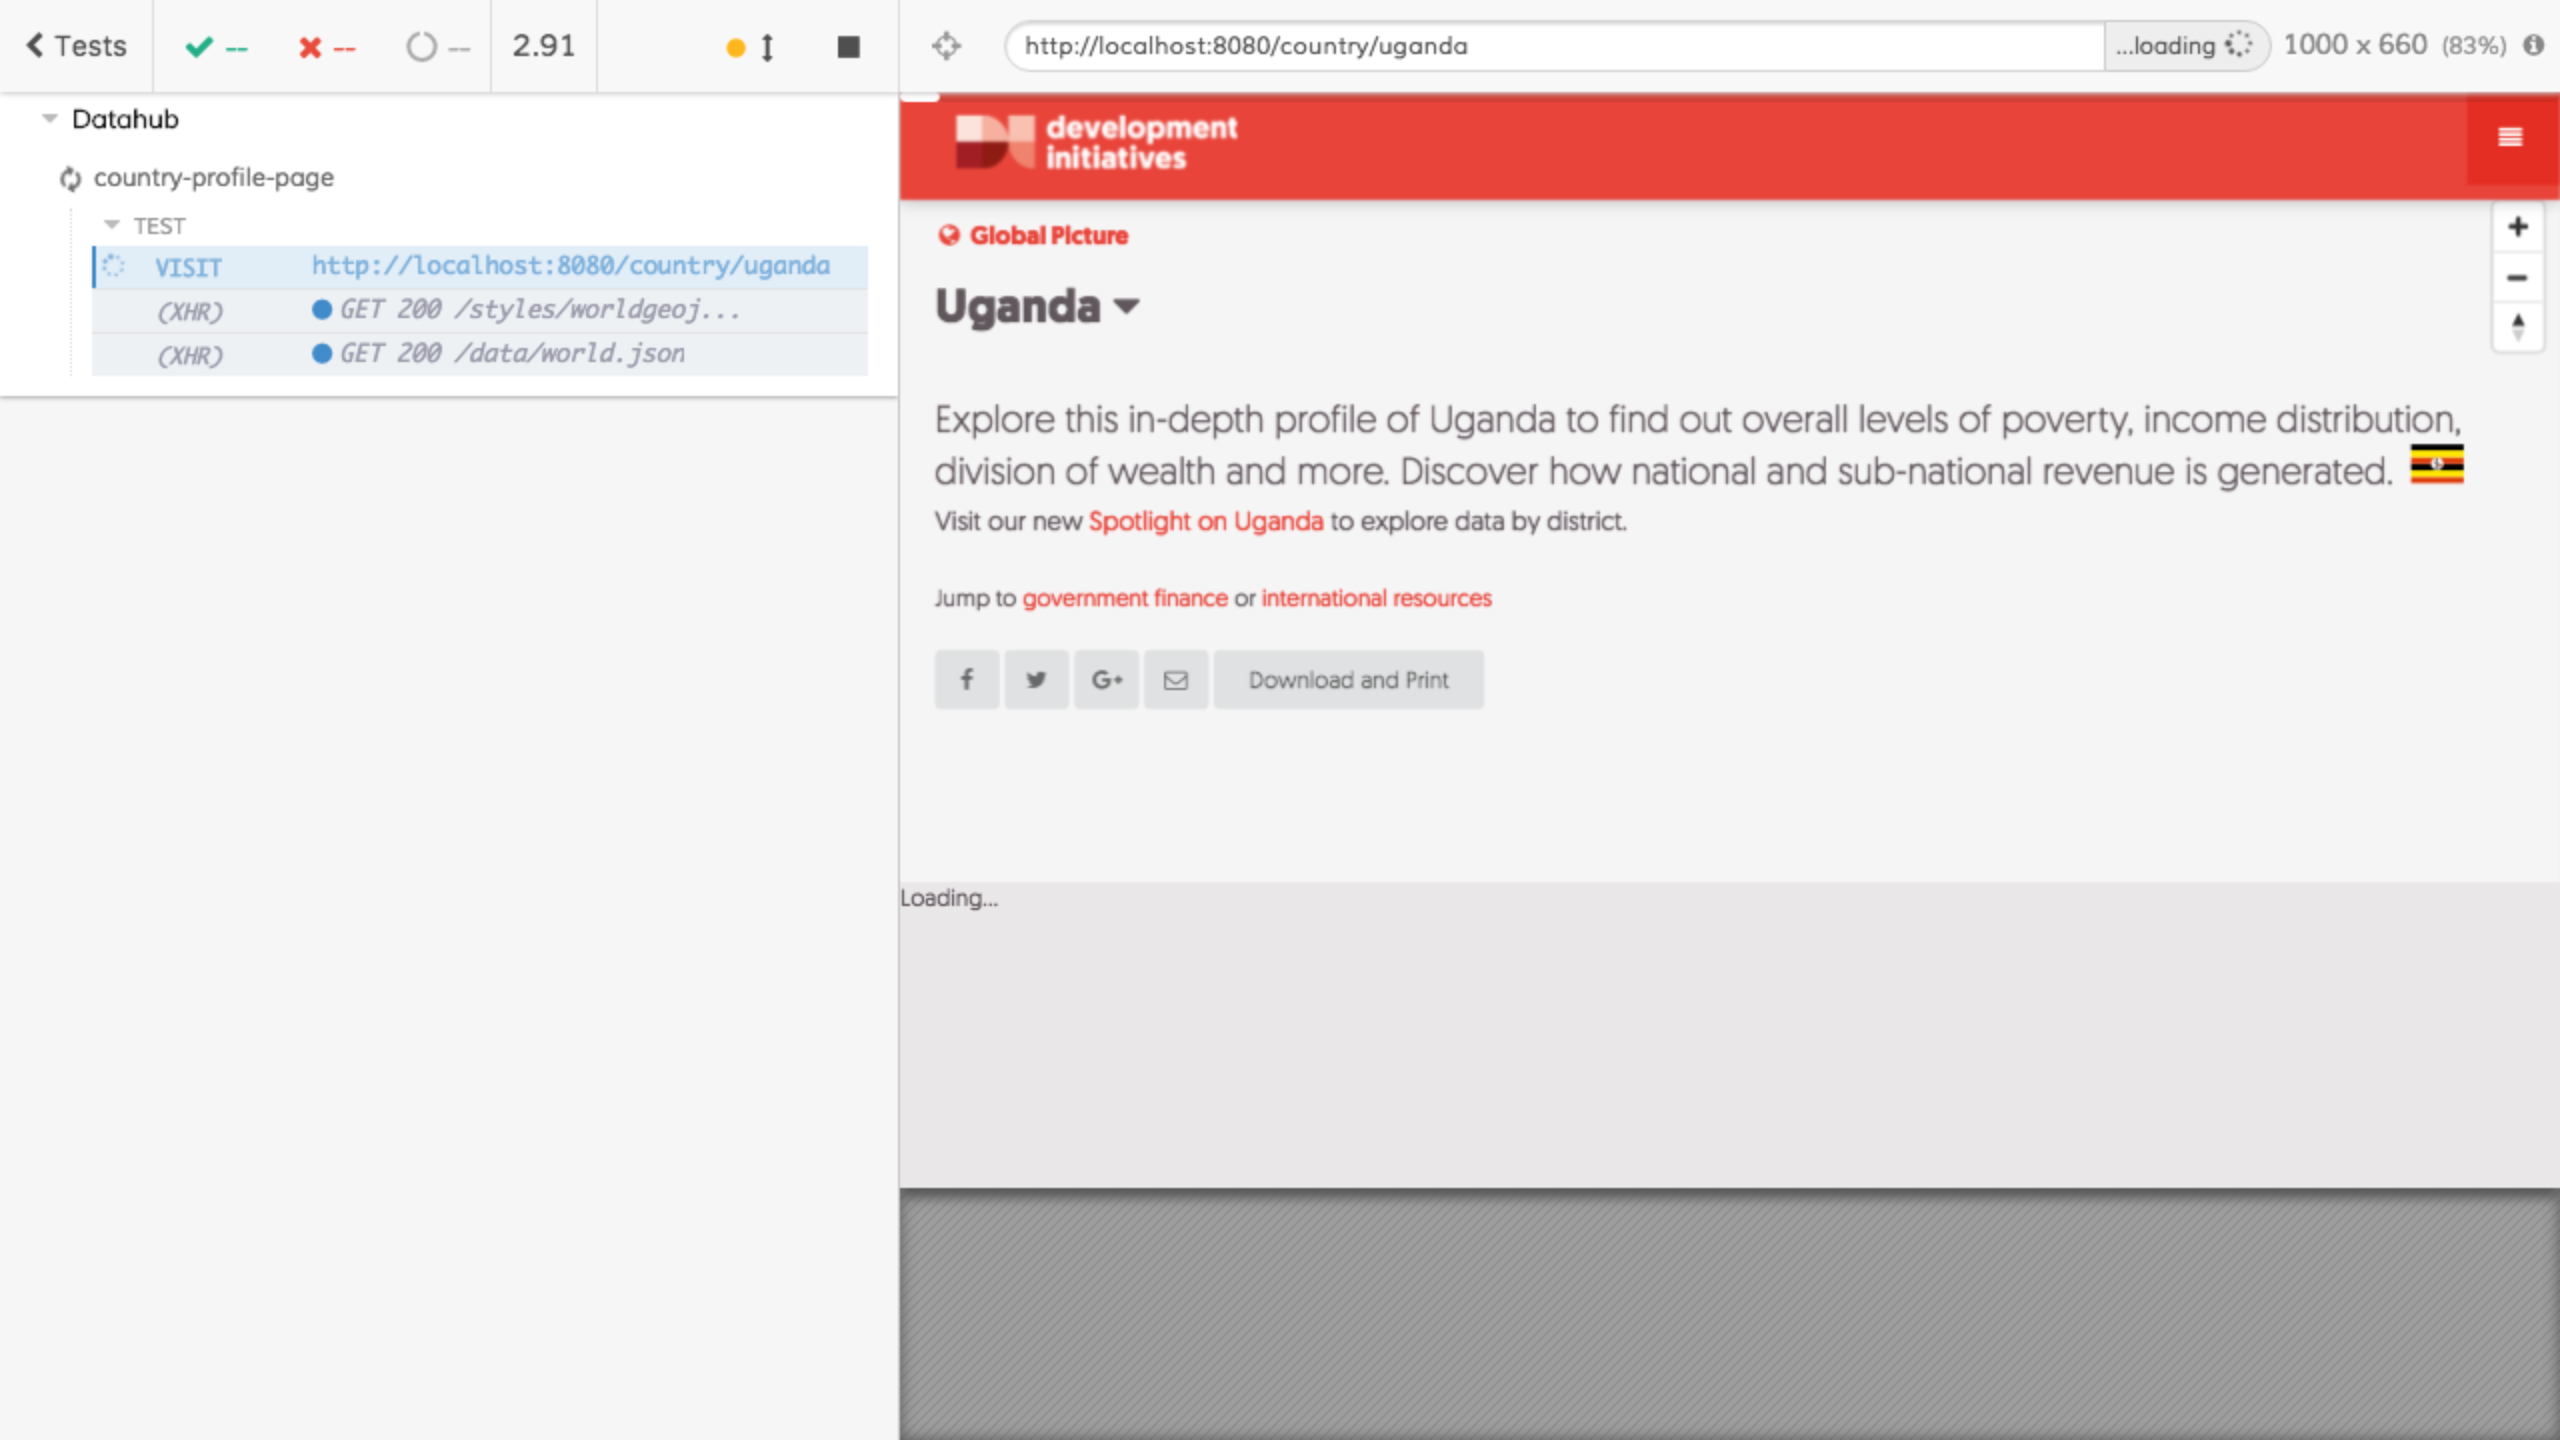 Tests -- -- -- 2.91
Datahub
country-profile-page
TEST
VISIT http://localhost:8080/country/uganda
(XHR) GET 200 /styles/worldgeoj...
(XHR) GET 200 /data/world.json
http://localhost:8080/country/uganda ...loading 1000 x 660 (83%)
development
initiatives
Global Picture
Uganda
Explore this in-depth profile of Uganda to find out overall levels of poverty, income distribution,
division of wealth and more. Discover how national and sub-national revenue is generated.
Visit our new Spotlight on Uganda to explore data by district.
Jump to government finance or international resources
Download and Print
Loading...